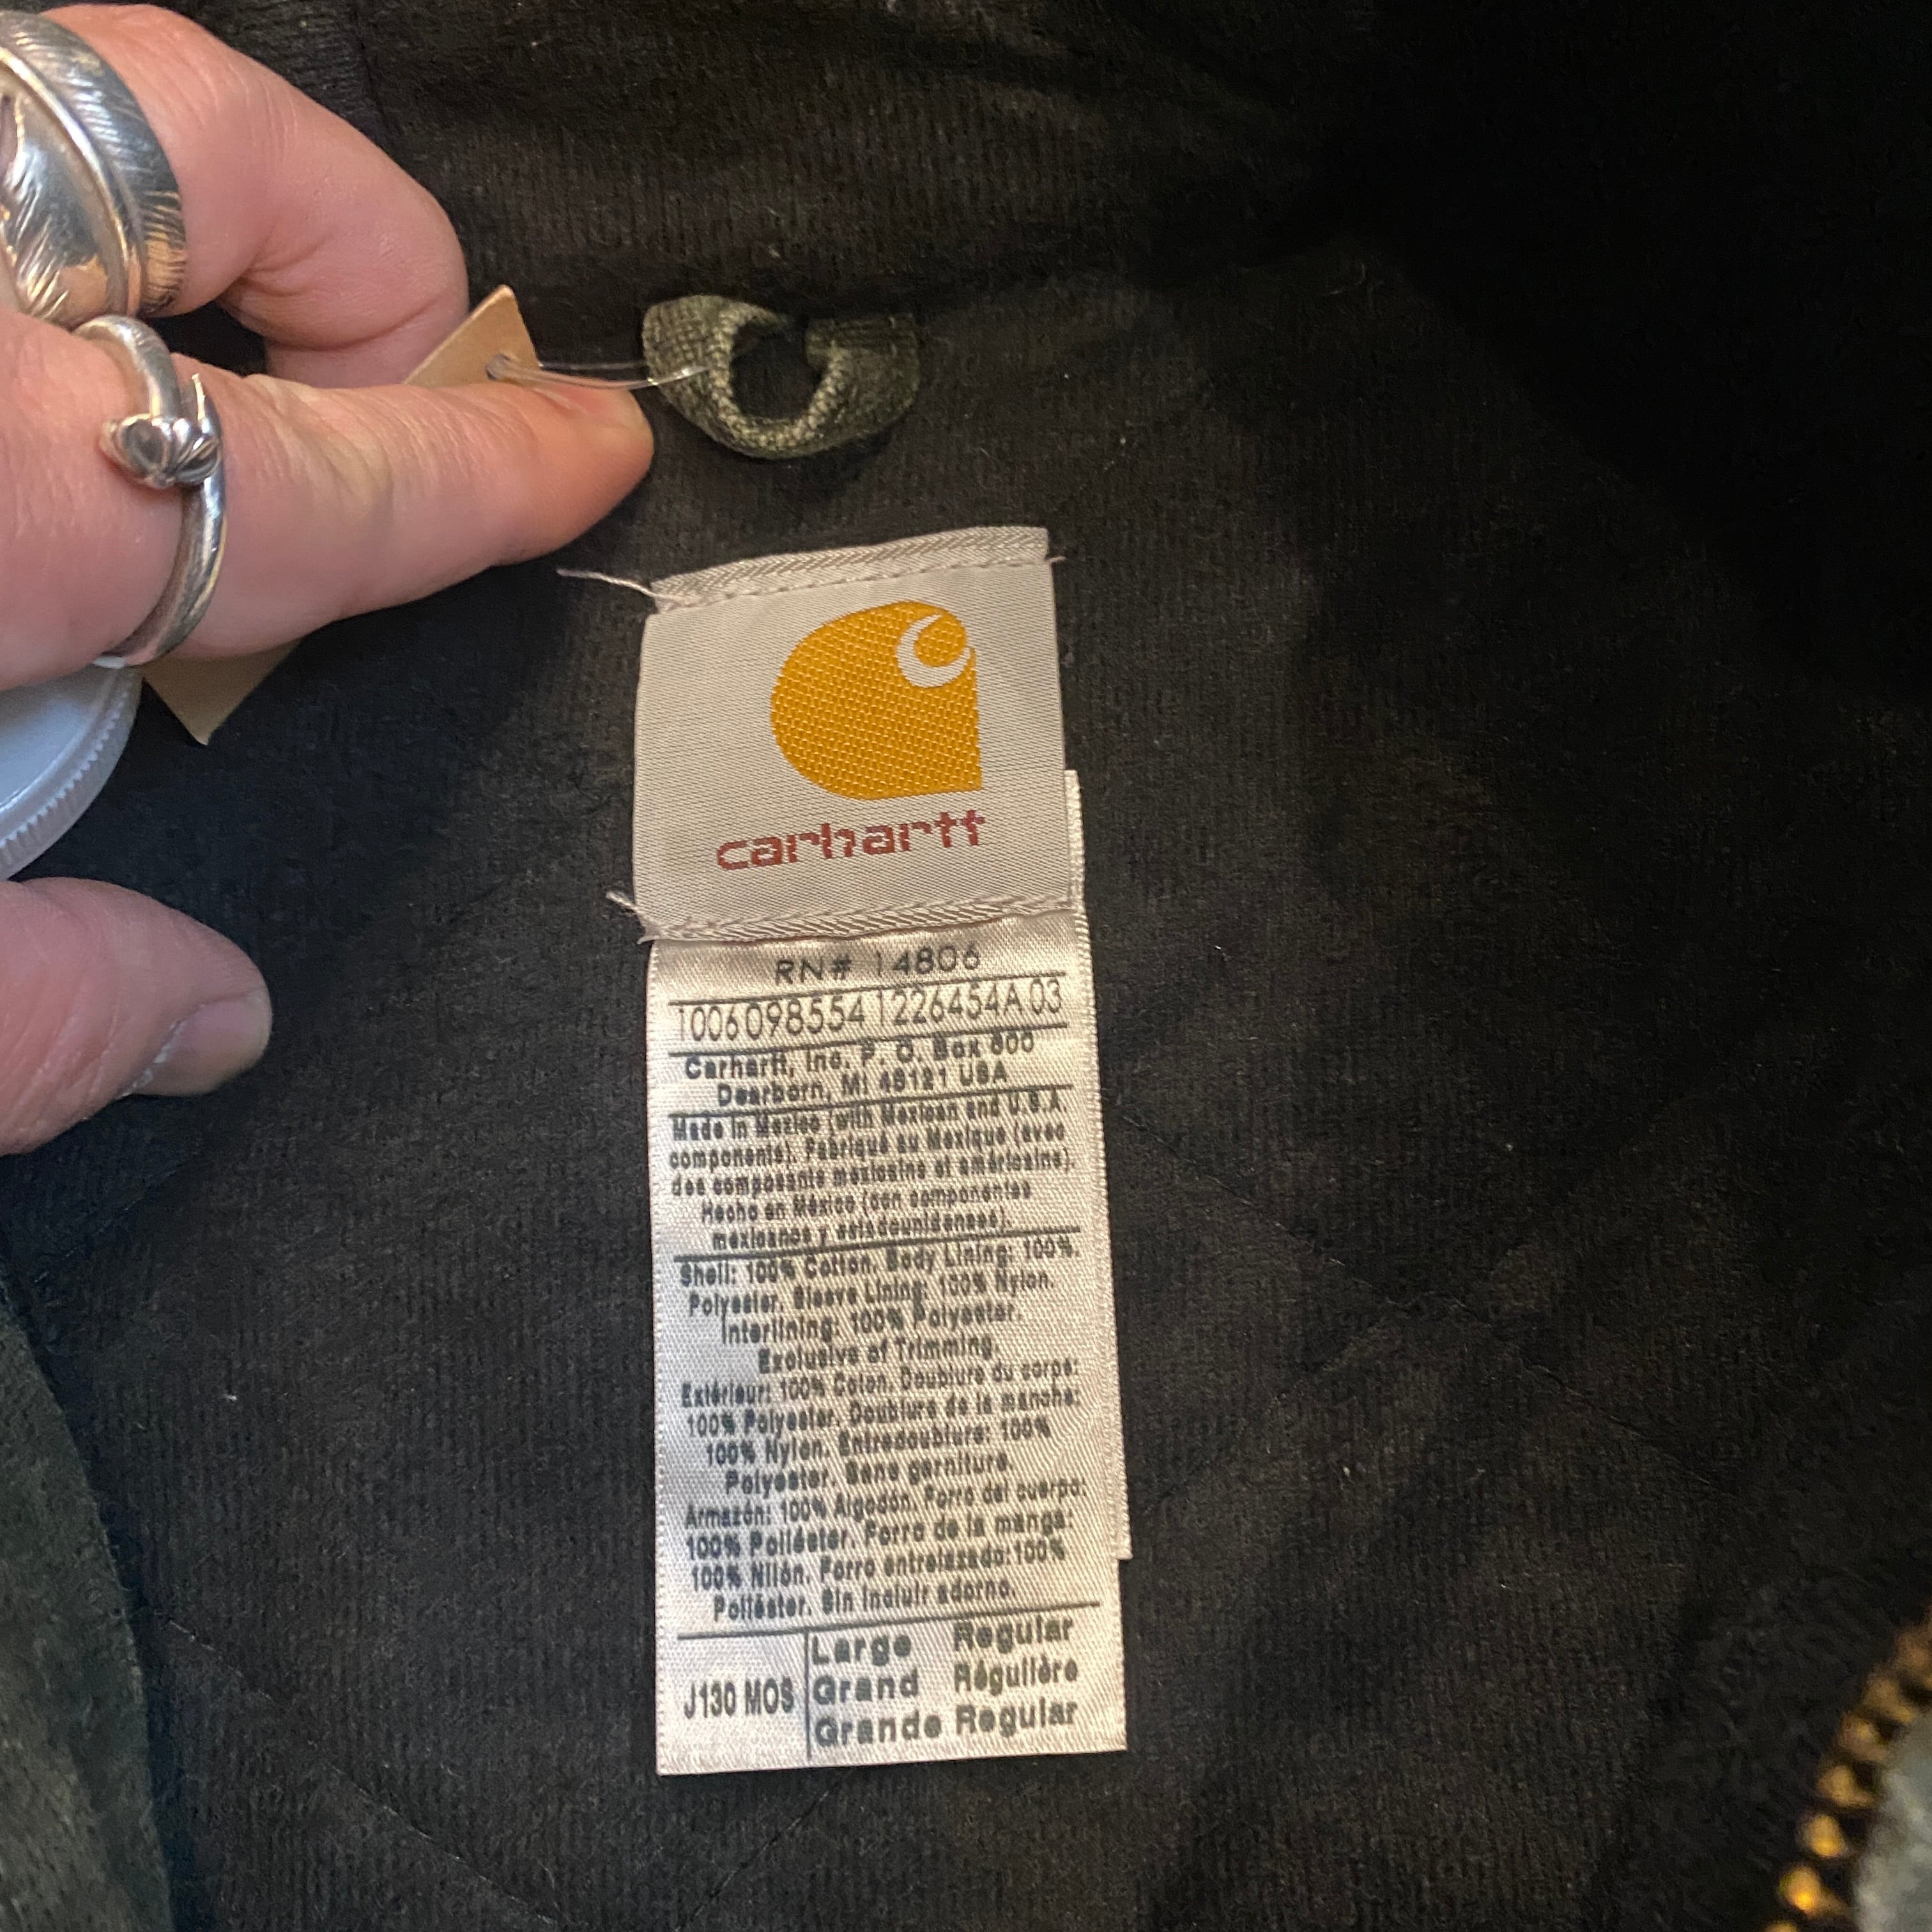 carhartt
RN# 14806
1006098554 1226454A 03
Carhartt, Inc. P. O. Box 600
Dearborn, MI 48121 USA
Made in Mexico (with Mexican and U.S.A.
components). Fabriqué au Mexique (avec
des composants mexicains et américains).
Hecho en México (con componentes
mexicanos y estadounidenses).
Shell: 100% Cotton. Body Lining: 100%.
Polyester. Sleeve Lining: 100% Nylon.
Interlining: 100% Polyester.
Exclusive of Trimming.
Extérieur: 100% Coton. Doublure du corps:
100% Polyester. Doublure de la manche:
100% Nylon. Entredoublure: 100%
Polyester. Sans garniture.
Armazón: 100% Algodón. Forro del cuerpo:
100% Poliéster. Forro de la manga:
100% Nilón. Forro entrelazado: 100%
Poliéster. Sin incluir adorno.
J130 MOS
Large Regular
Grand Régulière
Grande Regular